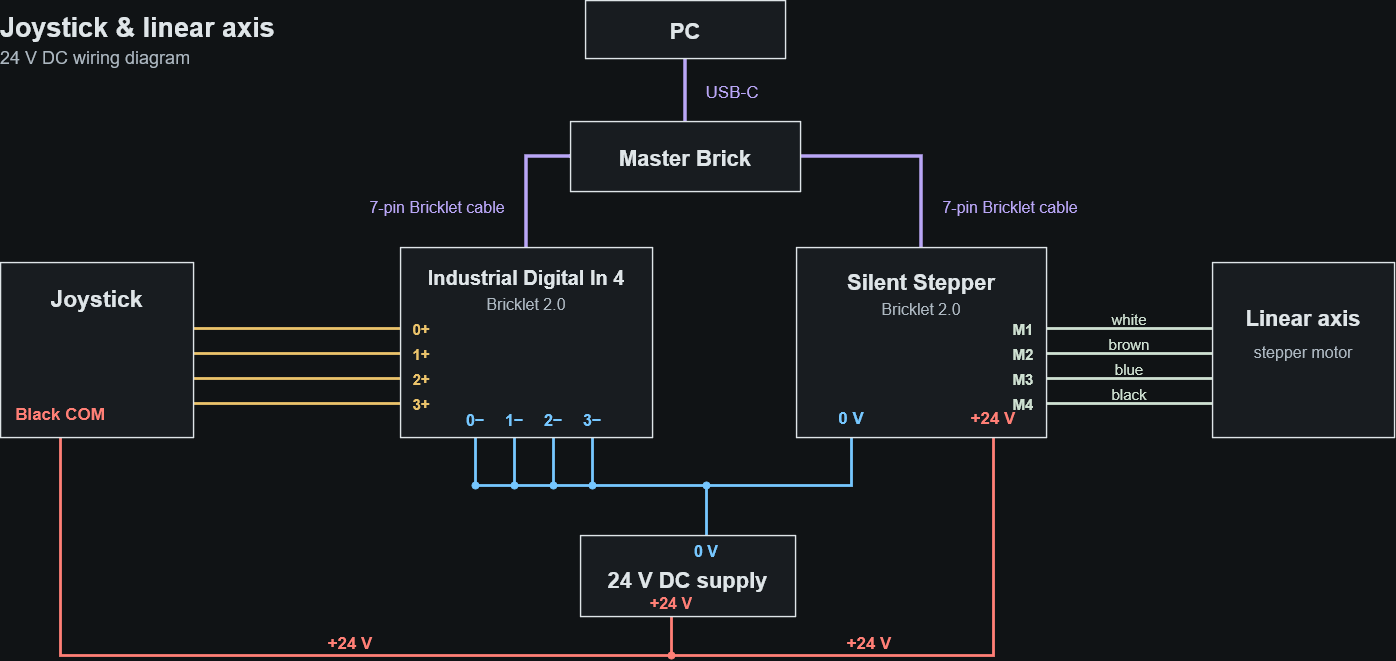 Joystick & linear axis
24 V DC wiring diagram
PC
USB-C
Master Brick
7-pin Bricklet cable
7-pin Bricklet cable
Joystick
Black COM
Industrial Digital In 4
Bricklet 2.0
0+
1+
2+
3+
0− 1− 2− 3−
Silent Stepper
Bricklet 2.0
M1
M2
M3
M4
0 V
+24 V
white
brown
blue
black
Linear axis
stepper motor
0 V
24 V DC supply
+24 V
+24 V
+24 V